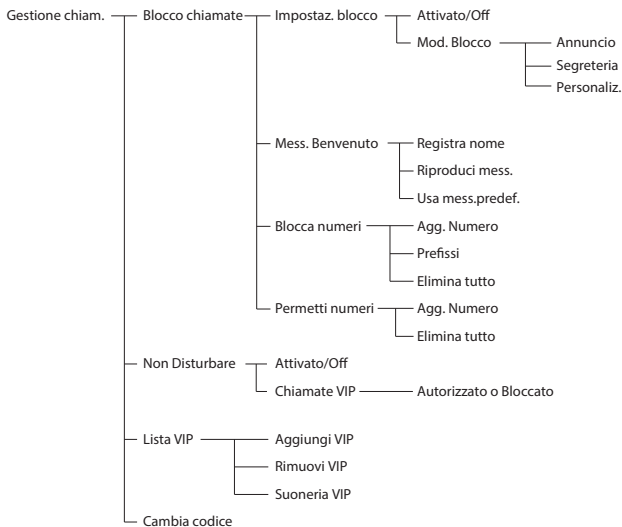 Gestione chiam. Blocco chiamate Impostaz. blocco Attivato/Off
Mod. Blocco Annuncio
Segreteria
Personaliz.
Mess. Benvenuto Registra nome
Riproduci mess.
Usa mess.predef.
Blocca numeri Agg. Numero
Prefissi
Elimina tutto
Permetti numeri Agg. Numero
Elimina tutto
Non Disturbare Attivato/Off
Chiamate VIP Autorizzato o Bloccato
Lista VIP Aggiungi VIP
Rimuovi VIP
Suoneria VIP
Cambia codice